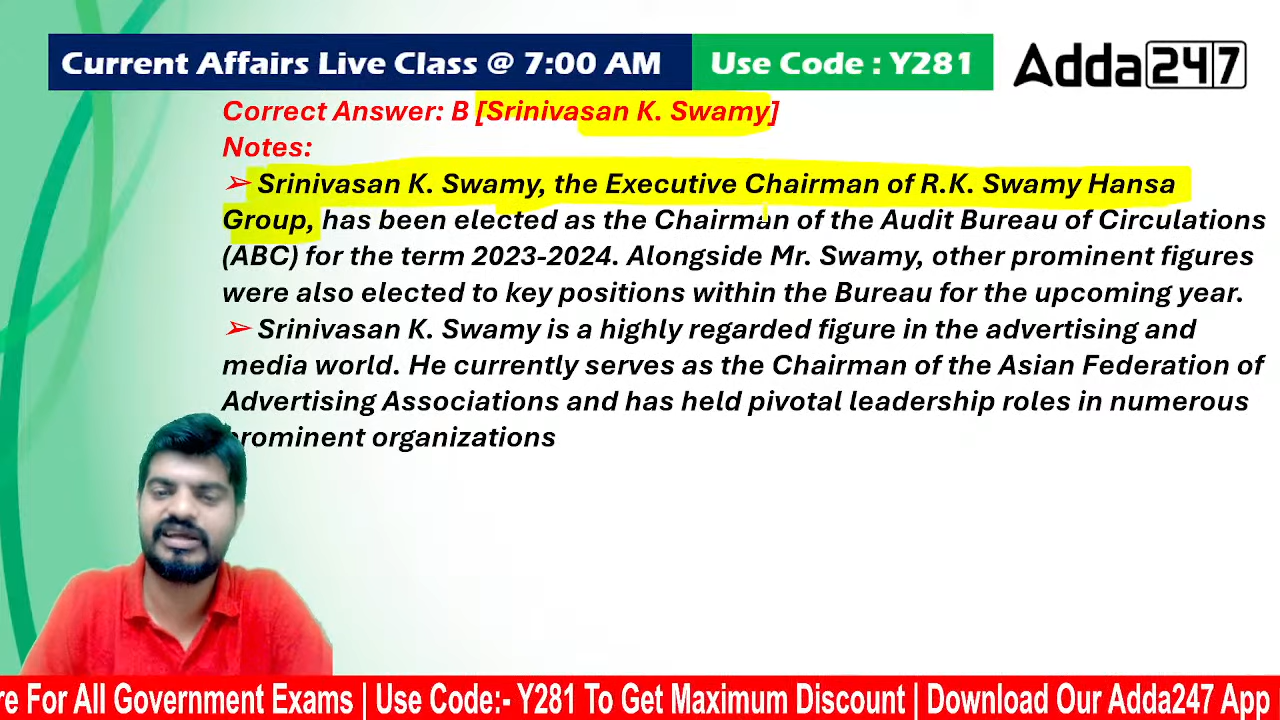 Current Affairs Live Class @ 7:00 AM
Use Code : Y281
Adda247
Correct Answer: B [Srinivasan K. Swamy]
Notes:
➢ Srinivasan K. Swamy, the Executive Chairman of R.K. Swamy Hansa
Group, has been elected as the Chairman of the Audit Bureau of Circulations
(ABC) for the term 2023-2024. Alongside Mr. Swamy, other prominent figures
were also elected to key positions within the Bureau for the upcoming year.
➢ Srinivasan K. Swamy is a highly regarded figure in the advertising and
media world. He currently serves as the Chairman of the Asian Federation of
Advertising Associations and has held pivotal leadership roles in numerous
prominent organizations
re For All Government Exams | Use Code:- Y281 To Get Maximum Discount | Download Our Adda247 App